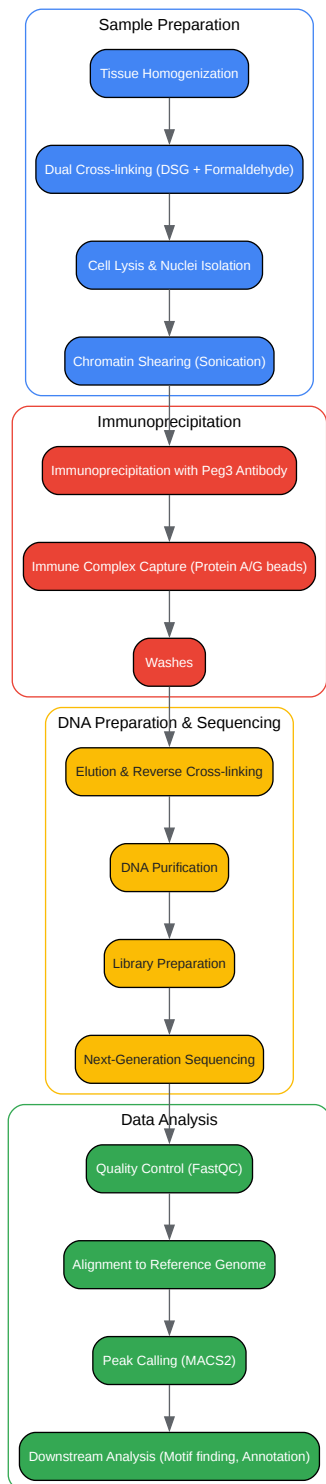 Sample Preparation
Tissue Homogenization
Dual Cross-linking (DSG + Formaldehyde)
Cell Lysis & Nuclei Isolation
Chromatin Shearing (Sonication)
Immunoprecipitation
Immunoprecipitation with Peg3 Antibody
Immune Complex Capture (Protein A/G beads)
Washes
DNA Preparation & Sequencing
Elution & Reverse Cross-linking
DNA Purification
Library Preparation
Next-Generation Sequencing
Data Analysis
Quality Control (FastQC)
Alignment to Reference Genome
Peak Calling (MACS2)
Downstream Analysis (Motif finding, Annotation)